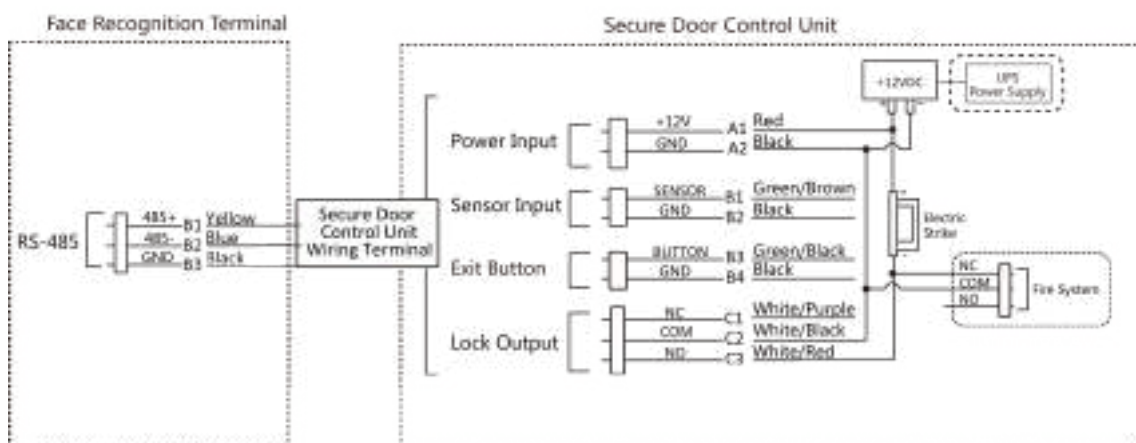 Face Recognition Terminal
Secure Door Control Unit
+12VDC
UPS
Power Supply
Power Input
+12V A1 Red
GND A2 Black
Sensor Input
SENSOR B1 Green/Brown
GND B2 Black
Electric
Strike
RS-485
485+ B1 Yellow
485- B2 Blue
GND B3 Black
Secure Door
Control Unit
Wiring Terminal
Exit Button
BUTTON B3 Green/Black
GND B4 Black
NC
COM
NO
Fire System
Lock Output
NC C1 White/Purple
COM C2 White/Black
NO C3 White/Red